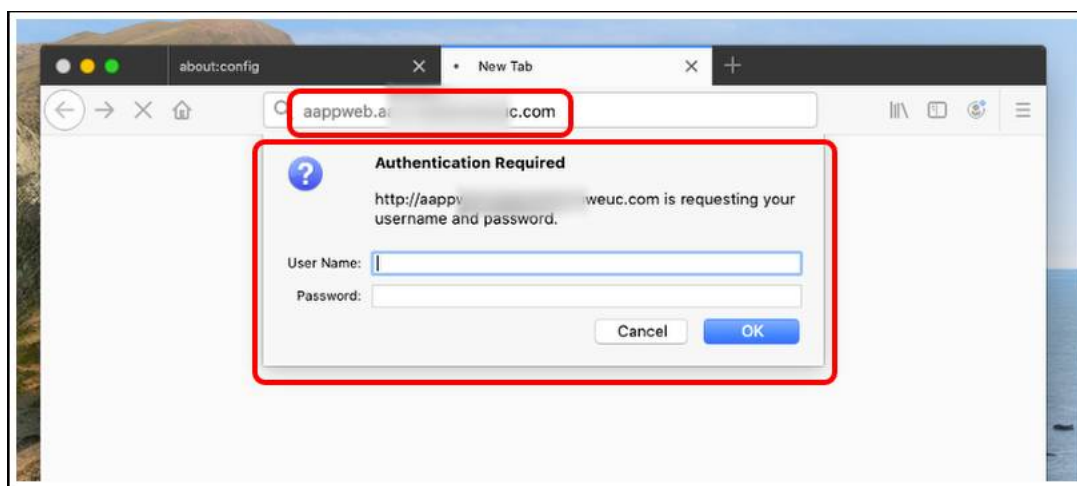 about:config
New Tab
aappweb.a c.com
Authentication Required
http://aapp weuc.com is requesting your
username and password.
User Name:
Password:
Cancel
OK